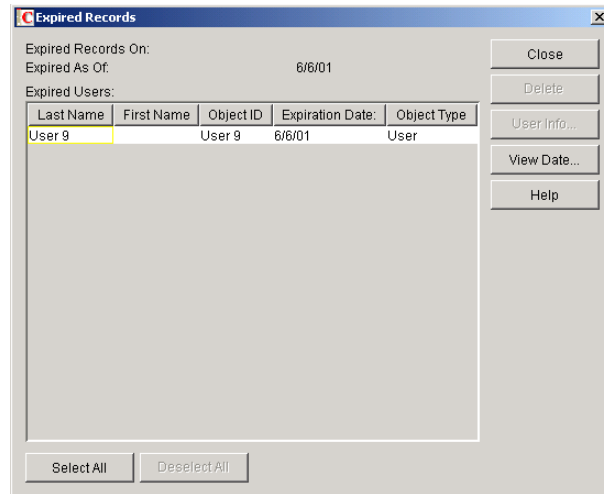 Expired Records
Expired Records On:
Expired As Of: 6/6/01
Expired Users:
Last Name First Name Object ID Expiration Date: Object Type
User 9 User 9 6/6/01 User
Close
Delete
User Info...
View Date...
Help
Select All Deselect All